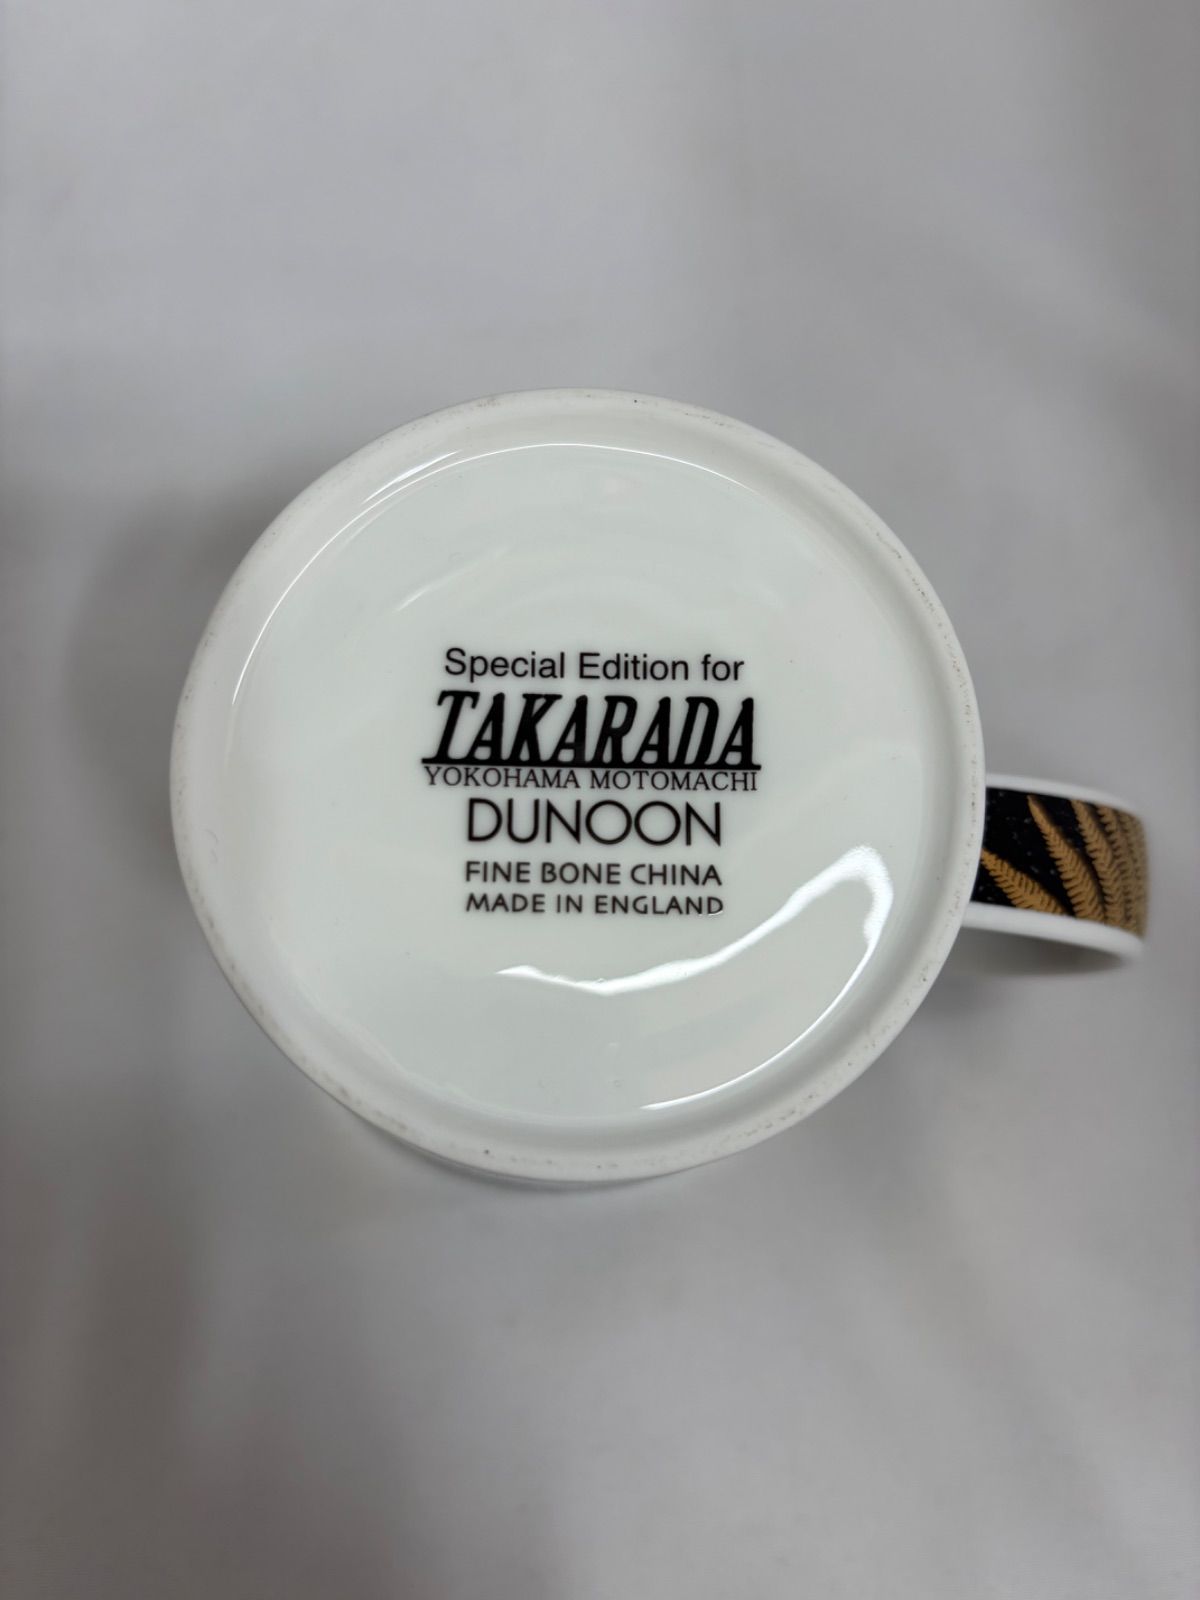 Special Edition for
TAKARADA
YOKOHAMA MOTOMACHI
DUNOON
FINE BONE CHINA
MADE IN ENGLAND